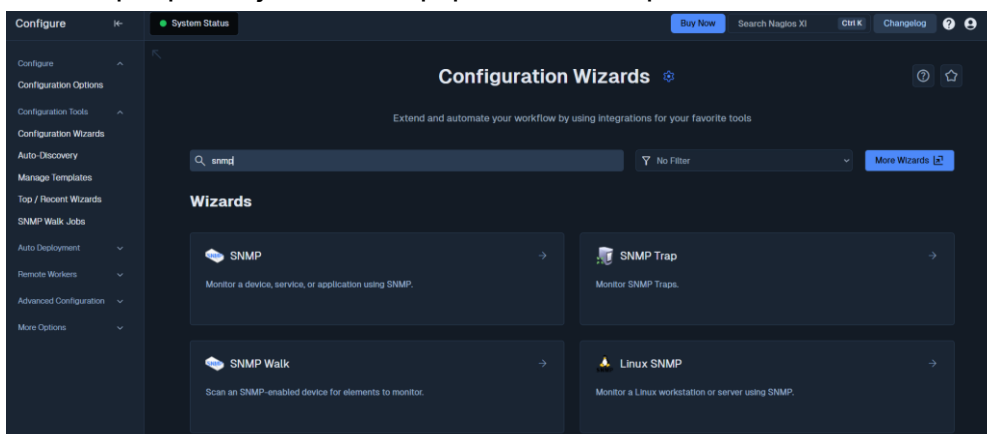 Configure
System Status
Buy Now
Search Nagios XI
Ctrl K
Changelog
Configure
Configuration Options
Configuration Tools
Configuration Wizards
Auto-Discovery
Manage Templates
Top / Recent Wizards
SNMP Walk Jobs
Auto Deployment
Remote Workers
Advanced Configuration
More Options
Configuration Wizards
Extend and automate your workflow by using integrations for your favorite tools
snmp
No Filter
More Wizards
Wizards
SNMP
Monitor a device, service, or application using SNMP.
SNMP Trap
Monitor SNMP Traps.
SNMP Walk
Scan an SNMP-enabled device for elements to monitor.
Linux SNMP
Monitor a Linux workstation or server using SNMP.